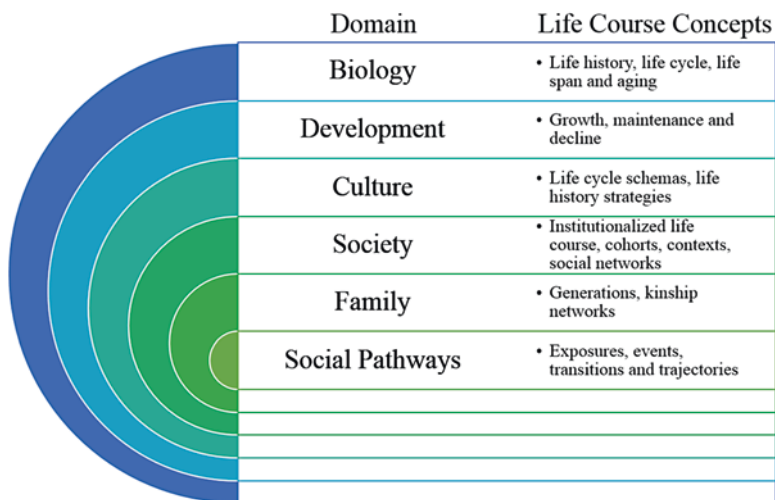 Domain Life Course Concepts
Biology
• Life history, life cycle, life
span and aging
Development
• Growth, maintenance and
decline
Culture
• Life cycle schemas, life
history strategies
Society
• Institutionalized life
course, cohorts, contexts,
social networks
Family
• Generations, kinship
networks
Social Pathways
• Exposures, events,
transitions and trajectories